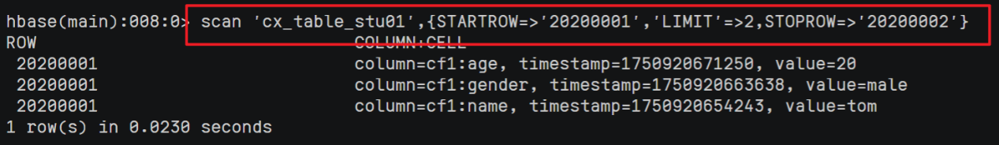 hbase(main):008:0> scan 'cx_table_stu01',{STARTROW=>'20200001','LIMIT'=>2,STOPROW=>'20200002'}
ROW COLUMN+CELL
20200001 column=cf1:age, timestamp=1750920671250, value=20
20200001 column=cf1:gender, timestamp=1750920663638, value=male
20200001 column=cf1:name, timestamp=1750920654243, value=tom
1 row(s) in 0.0230 seconds